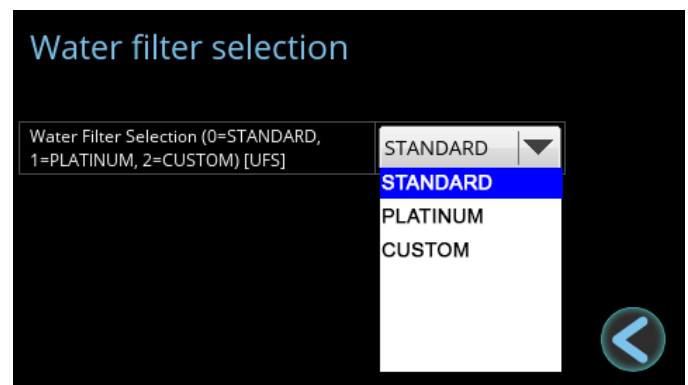 Water filter selection
Water Filter Selection (0=STANDARD,
1=PLATINUM, 2=CUSTOM) [UFS]
STANDARD
STANDARD
PLATINUM
CUSTOM